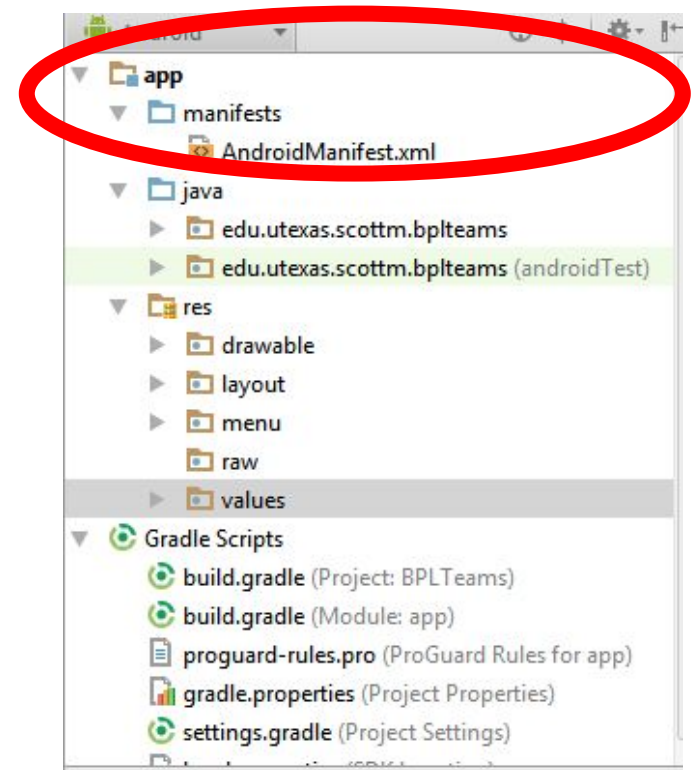 Android
app
manifests
AndroidManifest.xml
java
edu.utexas.scottm.bplteams
edu.utexas.scottm.bplteams (androidTest)
res
drawable
layout
menu
raw
values
Gradle Scripts
build.gradle (Project: BPLTeams)
build.gradle (Module: app)
proguard-rules.pro (ProGuard Rules for app)
gradle.properties (Project Properties)
settings.gradle (Project Settings)